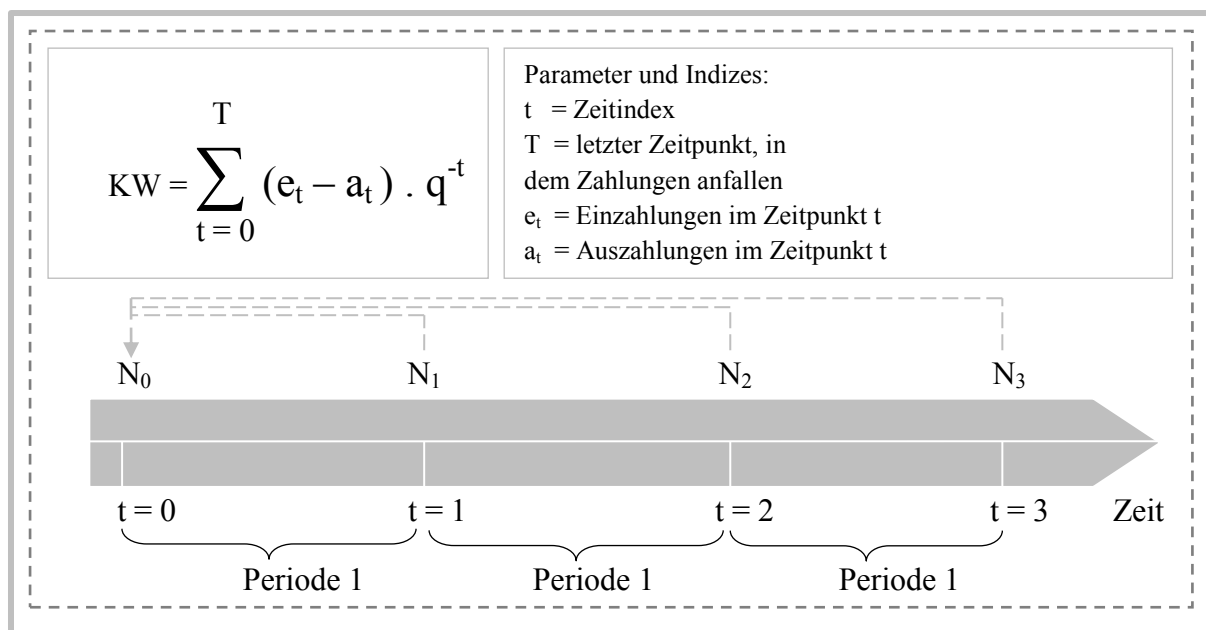 KW = ∑ (e_t – a_t) . q^-t
T
t = 0
Parameter und Indizes:
t = Zeitindex
T = letzter Zeitpunkt, in
dem Zahlungen anfallen
e_t = Einzahlungen im Zeitpunkt t
a_t = Auszahlungen im Zeitpunkt t
N_0 N_1 N_2 N_3
t = 0 t = 1 t = 2 t = 3 Zeit
Periode 1 Periode 1 Periode 1